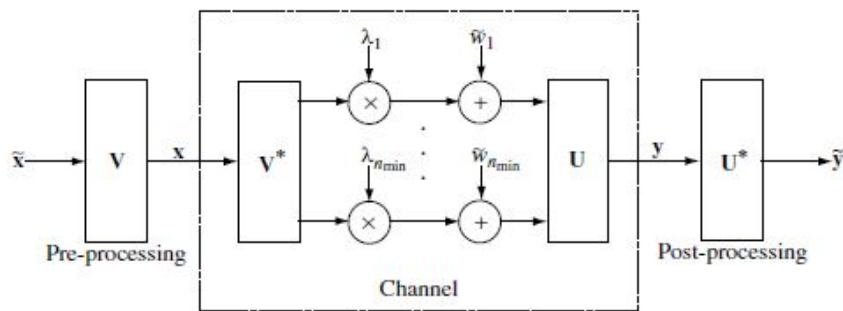 λ₁ w̃₁
× +
x̃ V x V* U y U* ỹ
λₙₘᵢₙ w̃ₙₘᵢₙ
× +
Pre-processing Post-processing
Channel